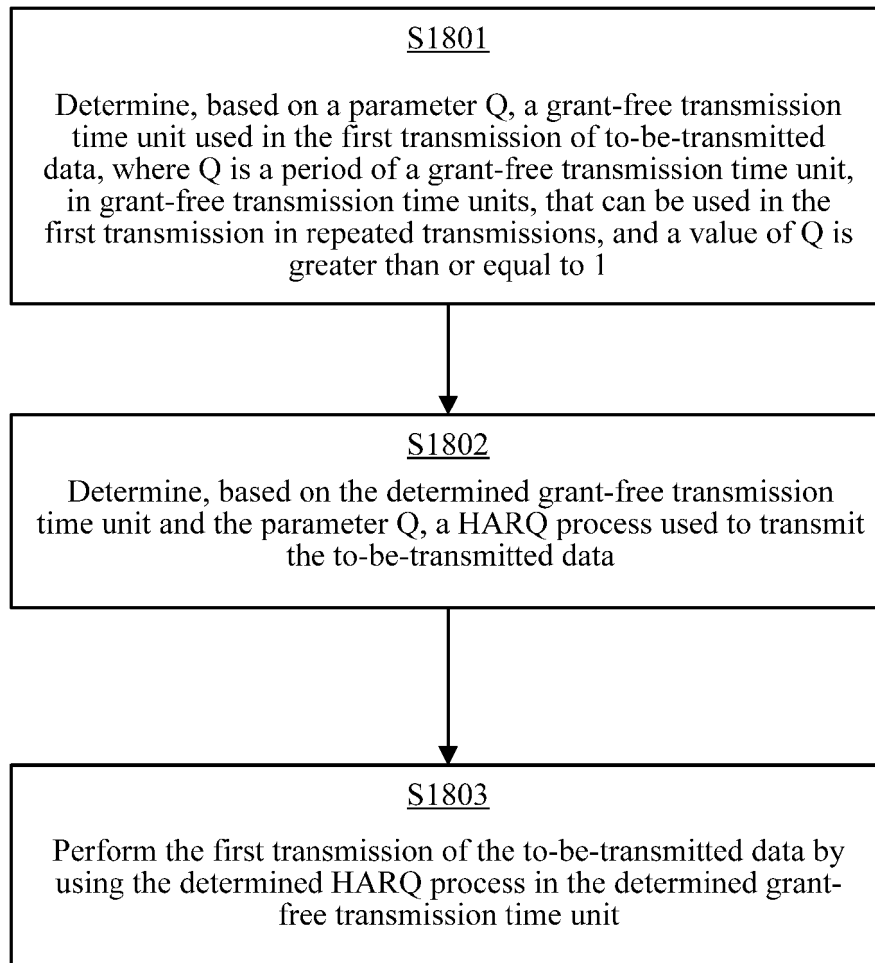 S1801
Determine, based on a parameter Q, a grant-free transmission
time unit used in the first transmission of to-be-transmitted
data, where Q is a period of a grant-free transmission time unit,
in grant-free transmission time units, that can be used in the
first transmission in repeated transmissions, and a value of Q is
greater than or equal to 1
S1802
Determine, based on the determined grant-free transmission
time unit and the parameter Q, a HARQ process used to transmit
the to-be-transmitted data
S1803
Perform the first transmission of the to-be-transmitted data by
using the determined HARQ process in the determined grant-
free transmission time unit